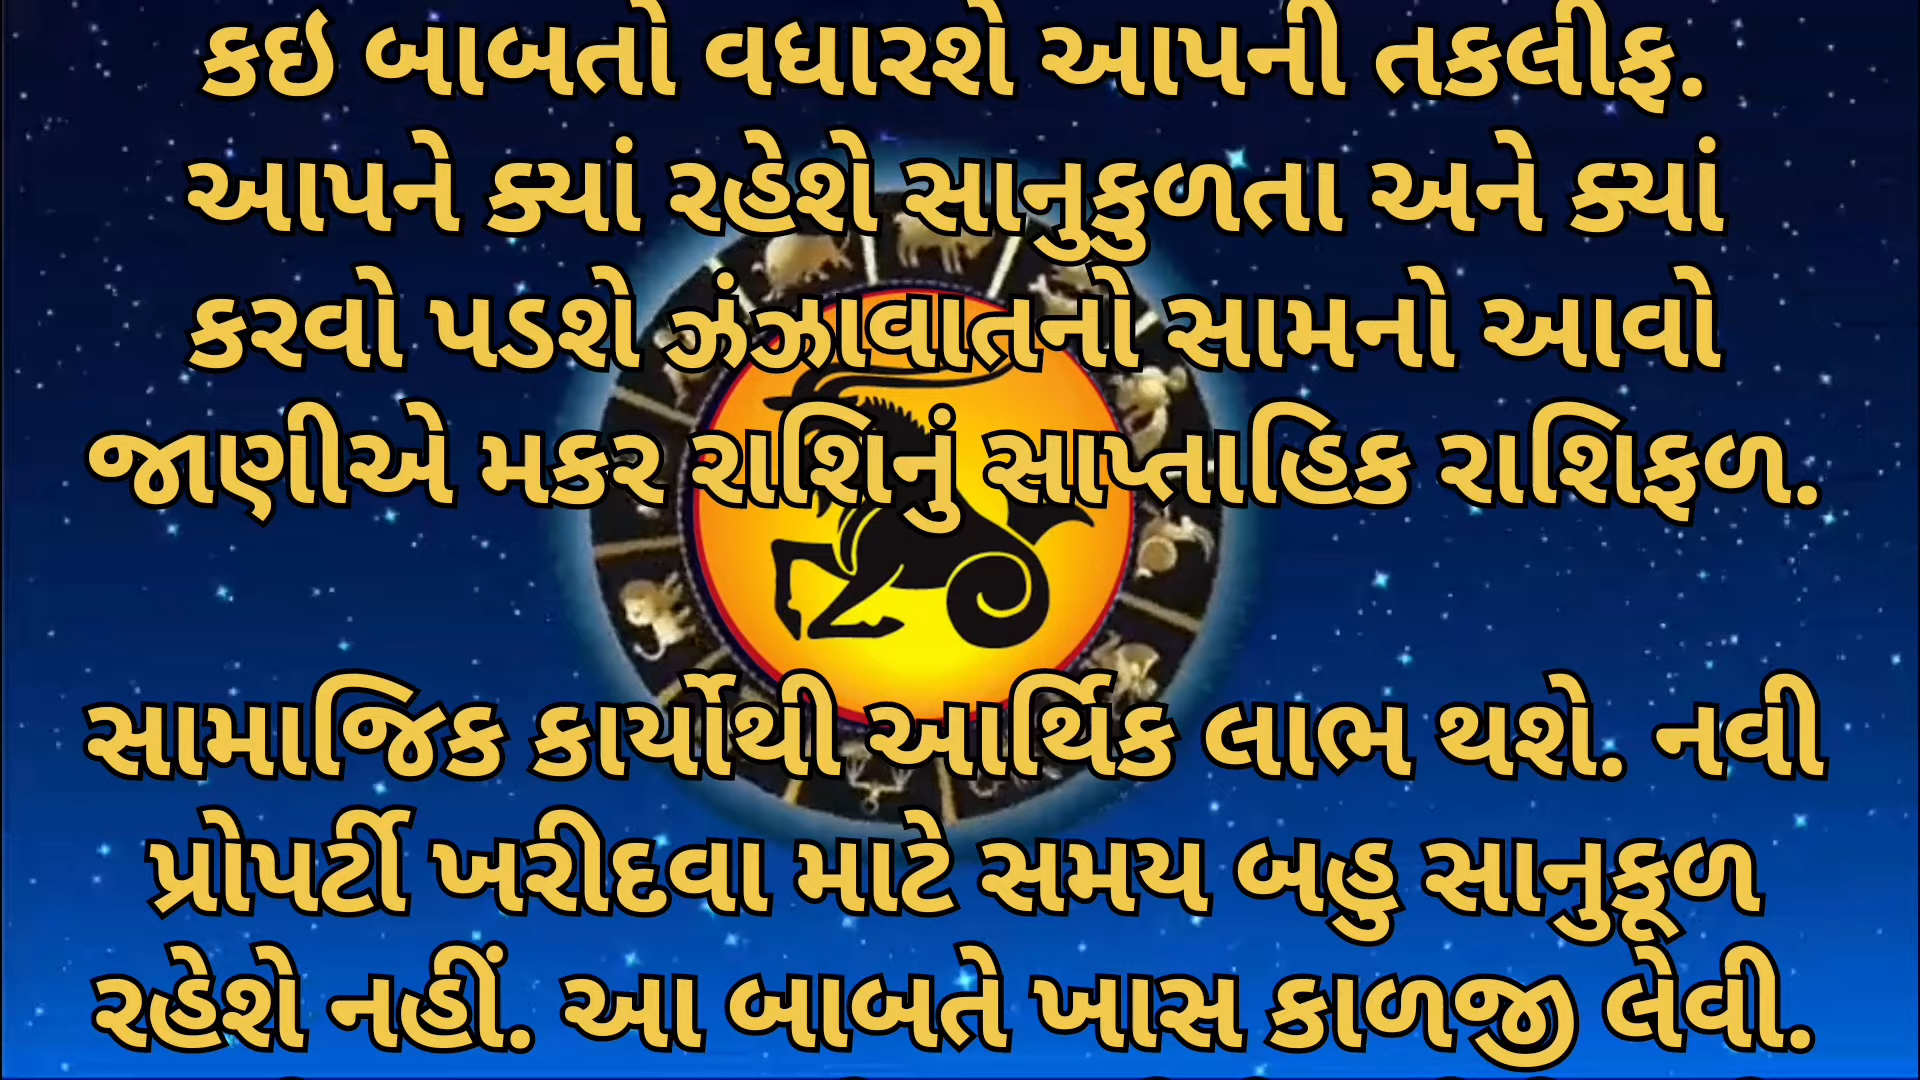 કઇ બાબતો વધારશે આપની તકલીફ.
આપને ક્યાં રહેશે સાનુકુળતા અને ક્યાં
કરવો પડશે ઝંઝાવાતનો સામનો આવો
જાણીએ મકર રાશિનું સાપ્તાહિક રાશિફળ.
સામાજિક કાર્યોથી આર્થિક લાભ થશે. નવી
પ્રોપર્ટી ખરીદવા માટે સમય બહુ સાનુકૂળ
રહેશે નહીં. આ બાબતે ખાસ કાળજી લેવી.